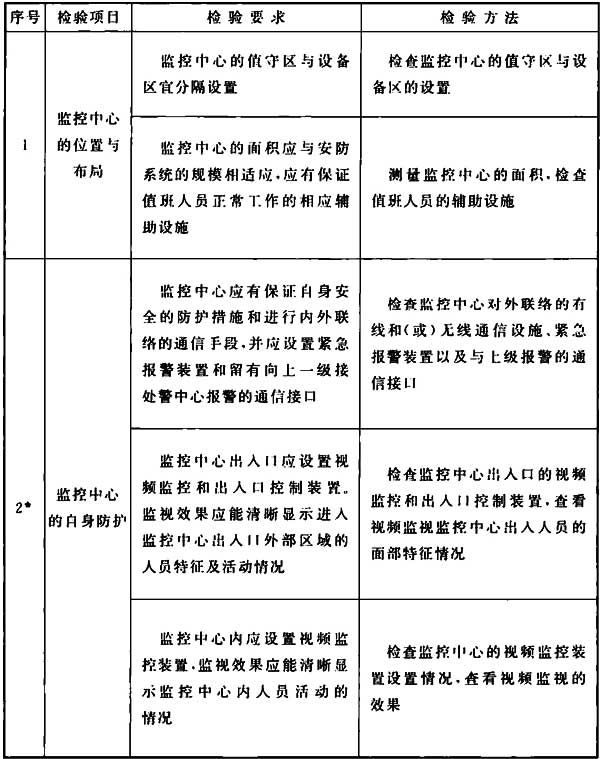 序号 检验项目 检验要求 检验方法
1
监控中心
的位置与
布局
监控中心的值守区与设备
区宜分隔设置
检查监控中心的值守区与设
备区的设置
监控中心的面积应与安防
系统的规模相适应,应有保证
值班人员正常工作的相应辅
助设施
测量监控中心的面积,检查
值班人员的辅助设施
2*
监控中心
的自身防护
监控中心应有保证自身安
全的防护措施和进行内外联
络的通信手段,并应设置紧急
报警装置和留有向上一级接
处警中心报警的通信接口
检查监控中心对外联络的有
线和(或)无线通信设施、紧急
报警装置以及与上级报警的通
信接口
监控中心出入口应设置视
频监控和出入口控制装置。
监视效果应能清晰显示进入
监控中心出入口外部区域的
人员特征及活动情况
检查监控中心出入口的视频
监控和出入口控制装置,查看
视频监视监控中心出入人员的
面部特征情况
监控中心内应设置视频监
控装置,监视效果应能清晰显
示监控中心内人员活动的
情况
检查监控中心的视频监控装
置设置情况,查看视频监视的
效果